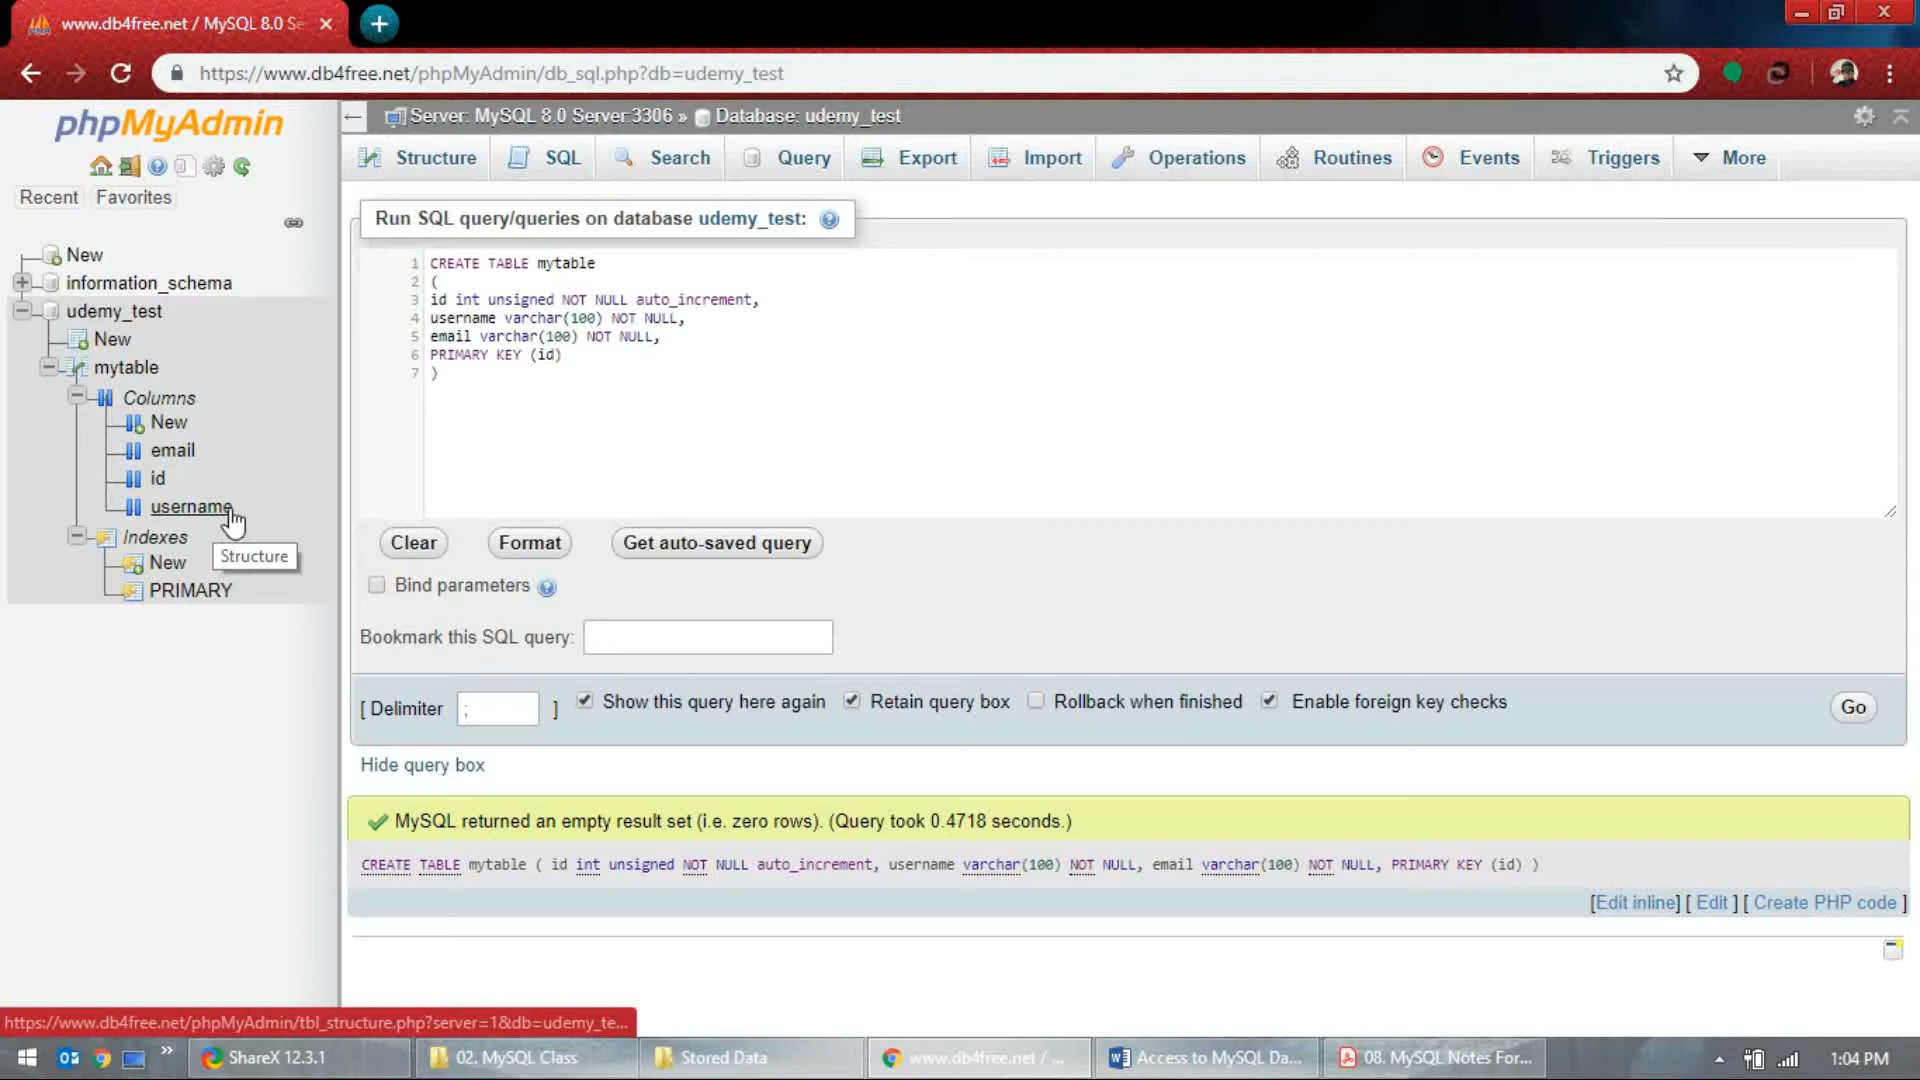 www.db4free.net / MySQL 8.0 Se
https://www.db4free.net/phpMyAdmin/db_sql.php?db=udemy_test
phpMyAdmin
Recent Favorites
New
information_schema
udemy_test
New
mytable
Columns
New
email
id
username
Indexes
Structure
New
PRIMARY
Server: MySQL 8.0 Server:3306 » Database: udemy_test
Structure SQL Search Query Export Import Operations Routines Events Triggers More
Run SQL query/queries on database udemy_test:
1 CREATE TABLE mytable
2 (
3 id int unsigned NOT NULL auto_increment,
4 username varchar(100) NOT NULL,
5 email varchar(100) NOT NULL,
6 PRIMARY KEY (id)
7 )
Clear Format Get auto-saved query
Bind parameters
Bookmark this SQL query:
[ Delimiter ; ] Show this query here again Retain query box Rollback when finished Enable foreign key checks Go
Hide query box
MySQL returned an empty result set (i.e. zero rows). (Query took 0.4718 seconds.)
CREATE TABLE mytable ( id int unsigned NOT NULL auto_increment, username varchar(100) NOT NULL, email varchar(100) NOT NULL, PRIMARY KEY (id) )
[Edit inline] [ Edit ] [ Create PHP code ]
https://www.db4free.net/phpMyAdmin/tbl_structure.php?server=1&db=udemy_te...
ShareX 12.3.1 02. MySQL Class Stored Data www.db4free.net / ... Access to MySQL Da... 08. MySQL Notes For... 1:04 PM